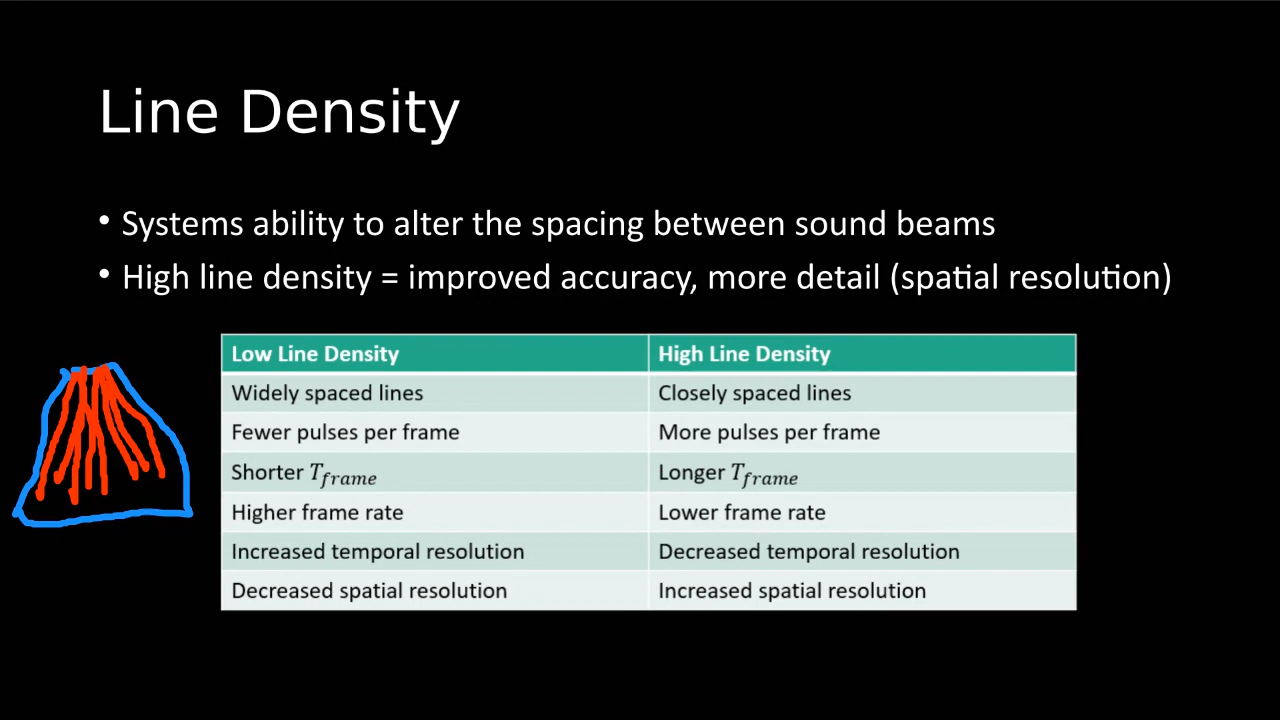 Line Density
• Systems ability to alter the spacing between sound beams
• High line density = improved accuracy, more detail (spatial resolution)
Low Line Density High Line Density
Widely spaced lines Closely spaced lines
Fewer pulses per frame More pulses per frame
Shorter T_frame Longer T_frame
Higher frame rate Lower frame rate
Increased temporal resolution Decreased temporal resolution
Decreased spatial resolution Increased spatial resolution